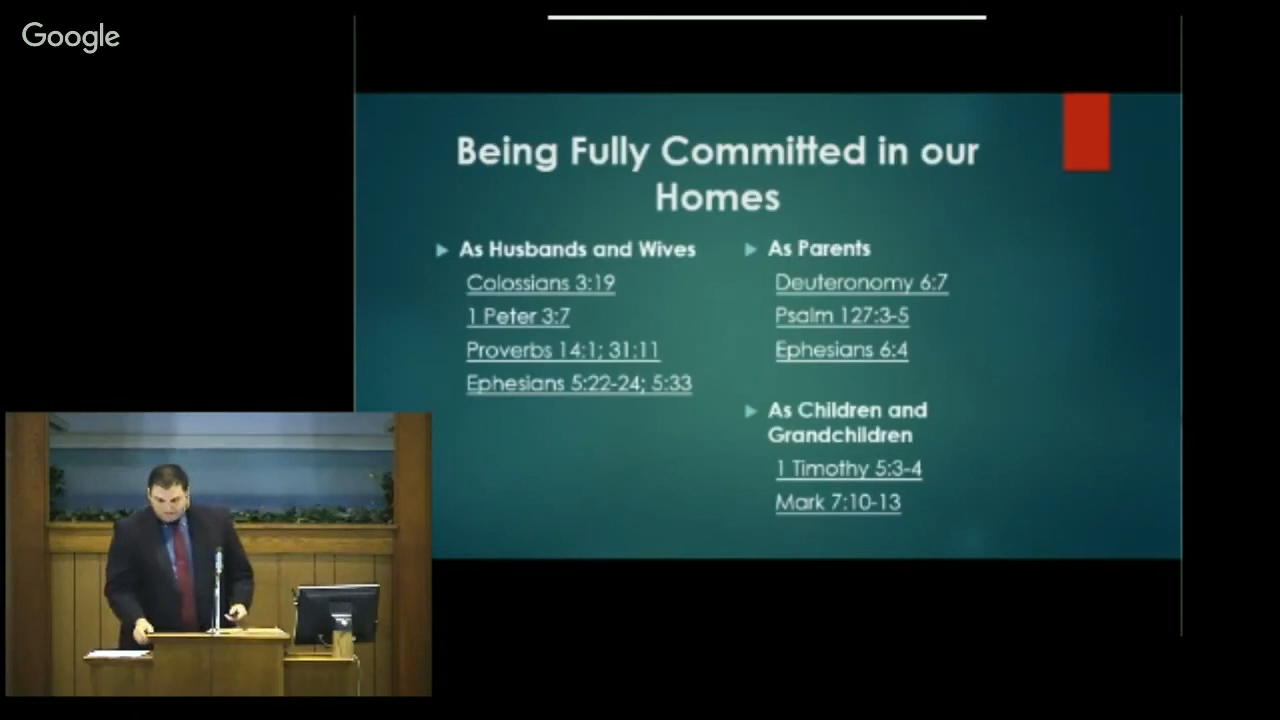 Google
Being Fully Committed in our
Homes
As Husbands and Wives
Colossians 3:19
1 Peter 3:7
Proverbs 14:1; 31:11
Ephesians 5:22-24; 5:33
As Parents
Deuteronomy 6:7
Psalm 127:3-5
Ephesians 6:4
As Children and
Grandchildren
1 Timothy 5:3-4
Mark 7:10-13